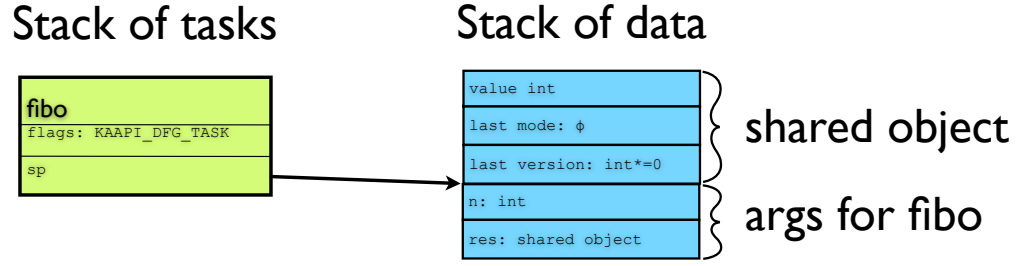 Stack of tasks
Stack of data
fibo
flags: KAAPI_DFG_TASK
sp
value int
last mode: ϕ
last version: int*=0
n: int
res: shared object
shared object
args for fibo